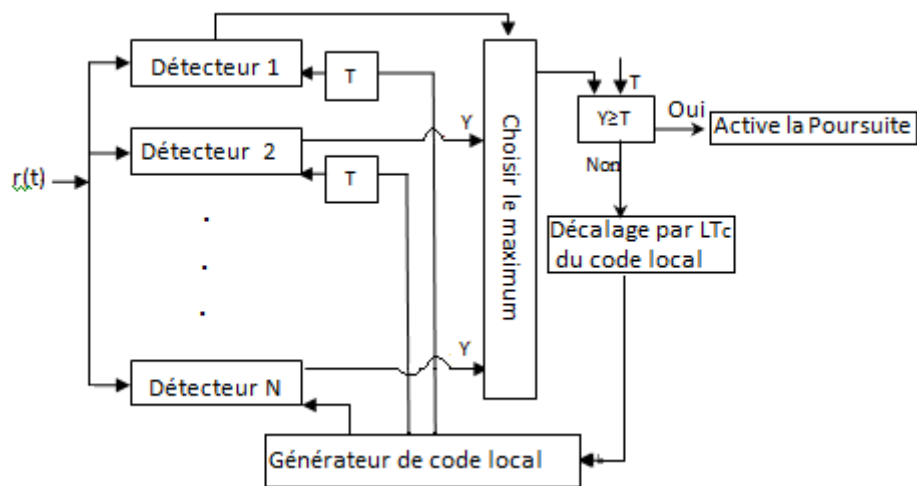 Détecteur 1
T
Y
Détecteur 2
T
r(t)
.
.
.
Y
Détecteur N
Choisir le maximum
T
Y≥T
Oui
Active la Poursuite
Non
Décalage par LTc
du code local
Générateur de code local